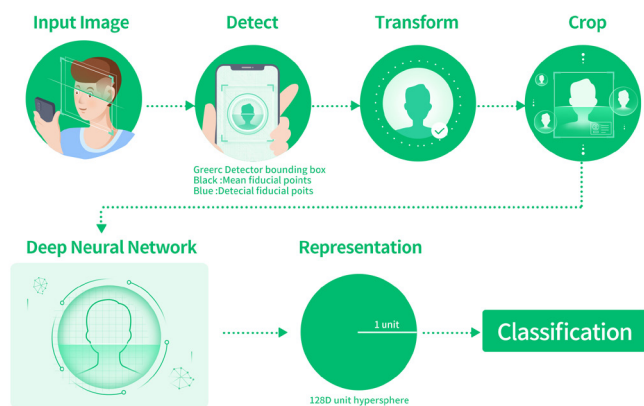 Input Image
Detect
Transform
Crop
Greerc Detector bounding box
Black :Mean fiducial points
Blue :Detecial fiducial poits
Deep Neural Network
Representation
1 unit
Classification
128D unit hypersphere